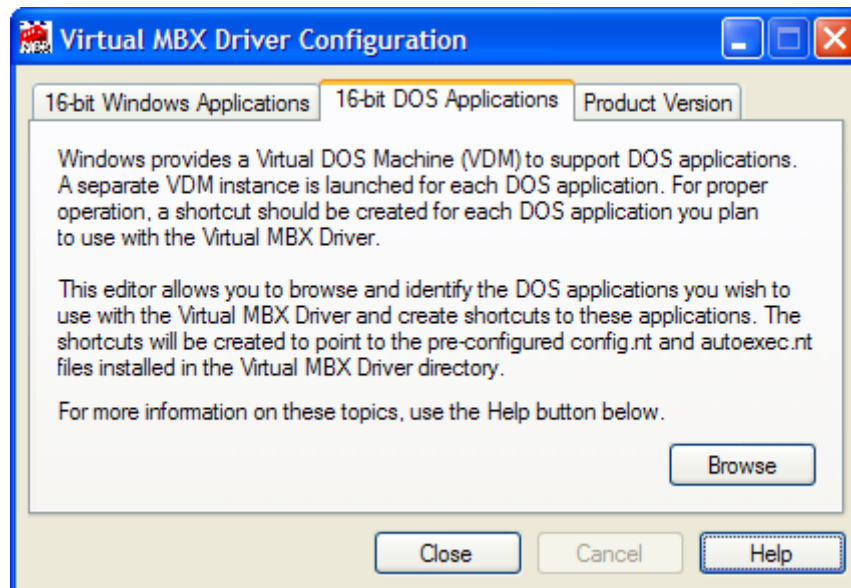 Virtual MBX Driver Configuration
16-bit Windows Applications 16-bit DOS Applications Product Version
Windows provides a Virtual DOS Machine (VDM) to support DOS applications.
A separate VDM instance is launched for each DOS application. For proper
operation, a shortcut should be created for each DOS application you plan
to use with the Virtual MBX Driver.
This editor allows you to browse and identify the DOS applications you wish to
use with the Virtual MBX Driver and create shortcuts to these applications. The
shortcuts will be created to point to the pre-configured config.nt and autoexec.nt
files installed in the Virtual MBX Driver directory.
For more information on these topics, use the Help button below.
Browse
Close Cancel Help